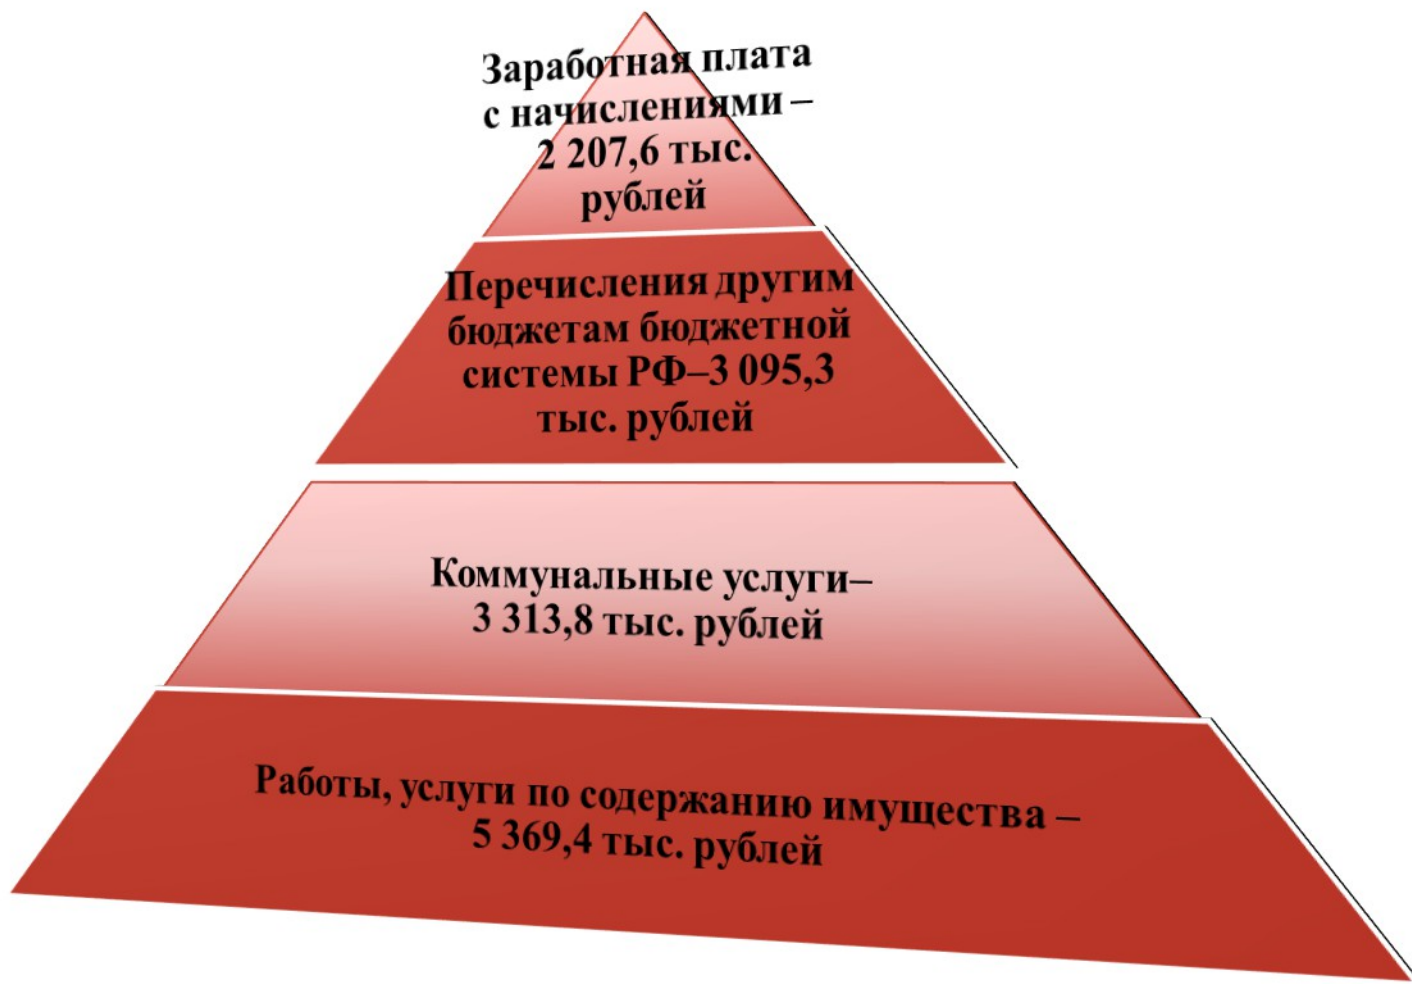 Заработная плата
с начислениями –
2 207,6 тыс.
рублей
Перечисления другим
бюджетам бюджетной
системы РФ–3 095,3
тыс. рублей
Коммунальные услуги–
3 313,8 тыс. рублей
Работы, услуги по содержанию имущества –
5 369,4 тыс. рублей